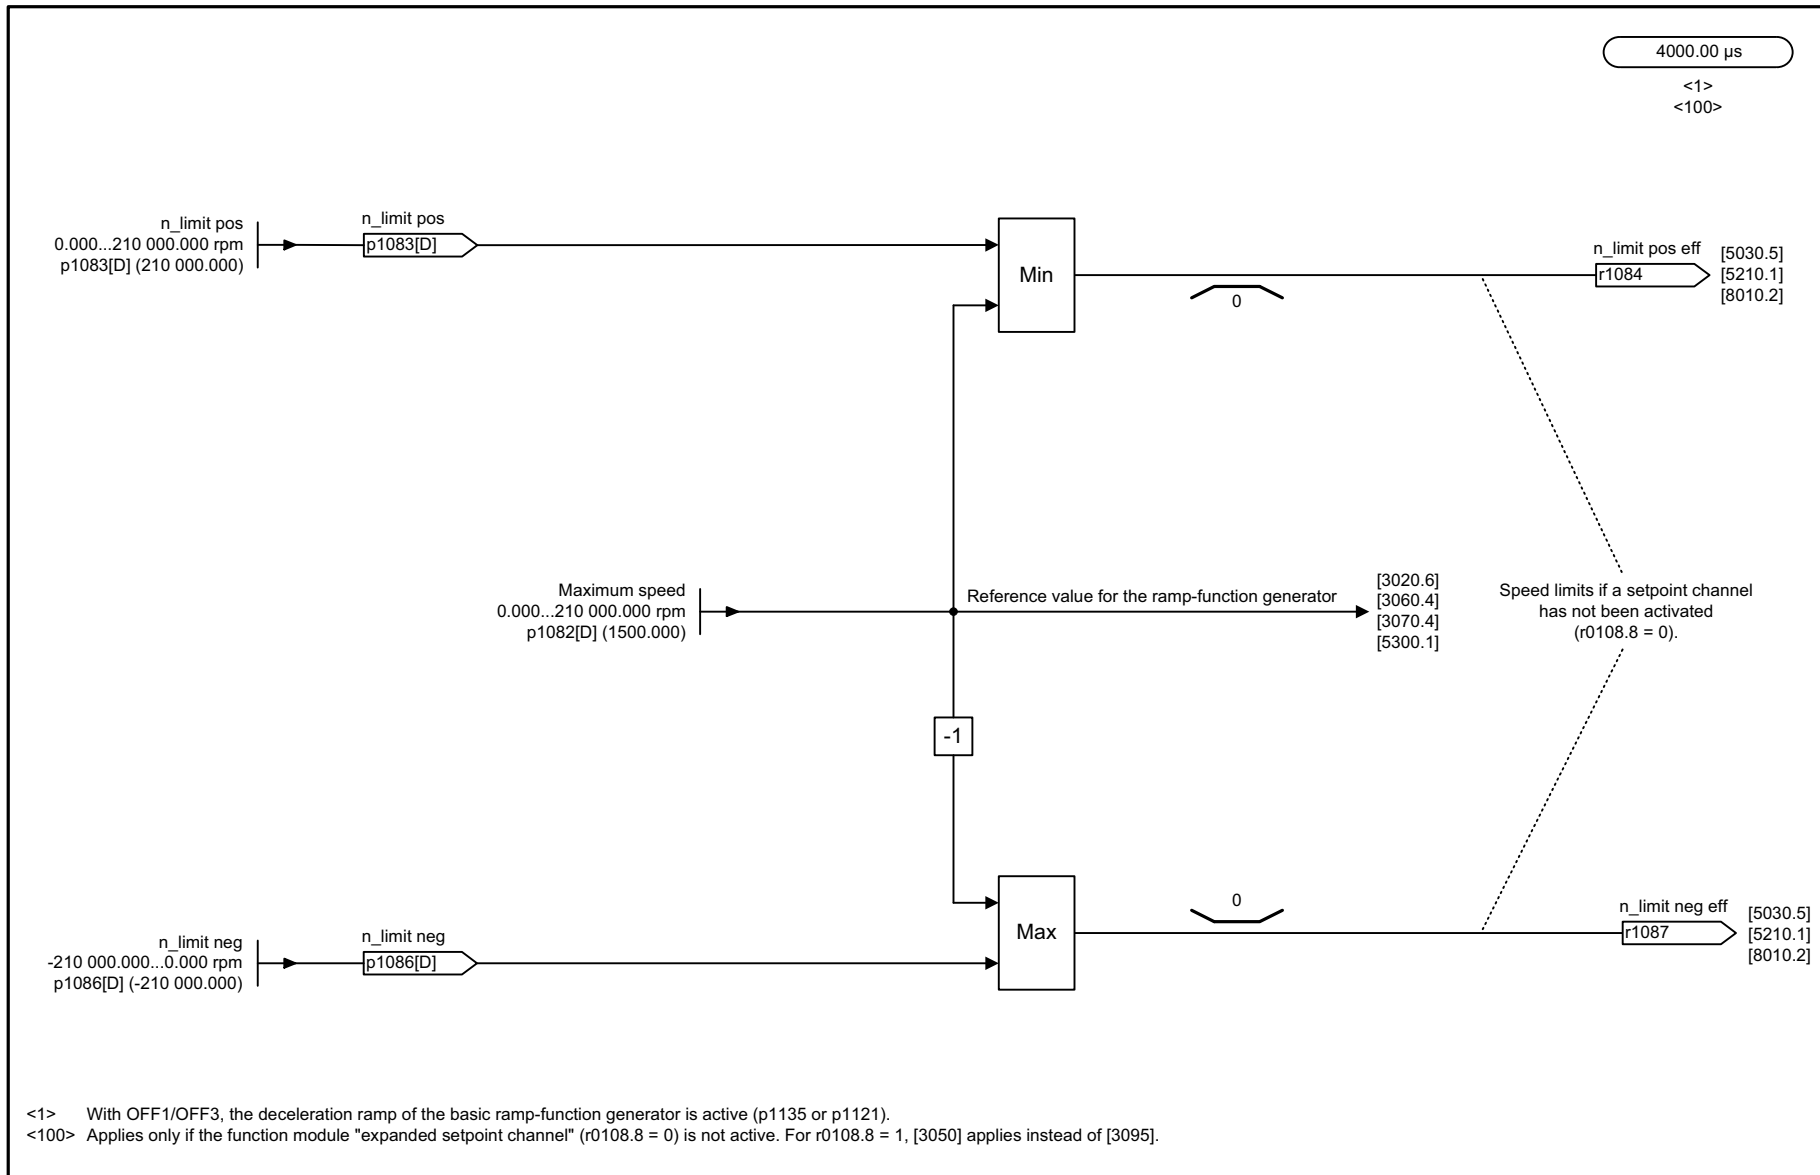 4000.00 µs
<1>
<100>
n_limit pos
0.000...210 000.000 rpm
p1083[D] (210 000.000)
n_limit pos
p1083[D]
Min
0
n_limit pos eff
r1084
[5030.5]
[5210.1]
[8010.2]
Maximum speed
0.000...210 000.000 rpm
p1082[D] (1500.000)
Reference value for the ramp-function generator
[3020.6]
[3060.4]
[3070.4]
[5300.1]
Speed limits if a setpoint channel
has not been activated
(r0108.8 = 0).
-1
n_limit neg
-210 000.000...0.000 rpm
p1086[D] (-210 000.000)
n_limit neg
p1086[D]
Max
0
n_limit neg eff
r1087
[5030.5]
[5210.1]
[8010.2]
<1> With OFF1/OFF3, the deceleration ramp of the basic ramp-function generator is active (p1135 or p1121).
<100> Applies only if the function module "expanded setpoint channel" (r0108.8 = 0) is not active. For r0108.8 = 1, [3050] applies instead of [3095].